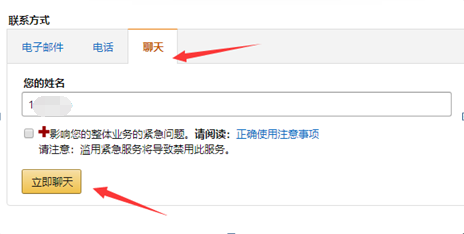 联系方式
电子邮件 电话 聊天
您的姓名
1
影响您的整体业务的紧急问题。请阅读：正确使用注意事项
请注意：滥用紧急服务将导致禁用此服务。
立即聊天